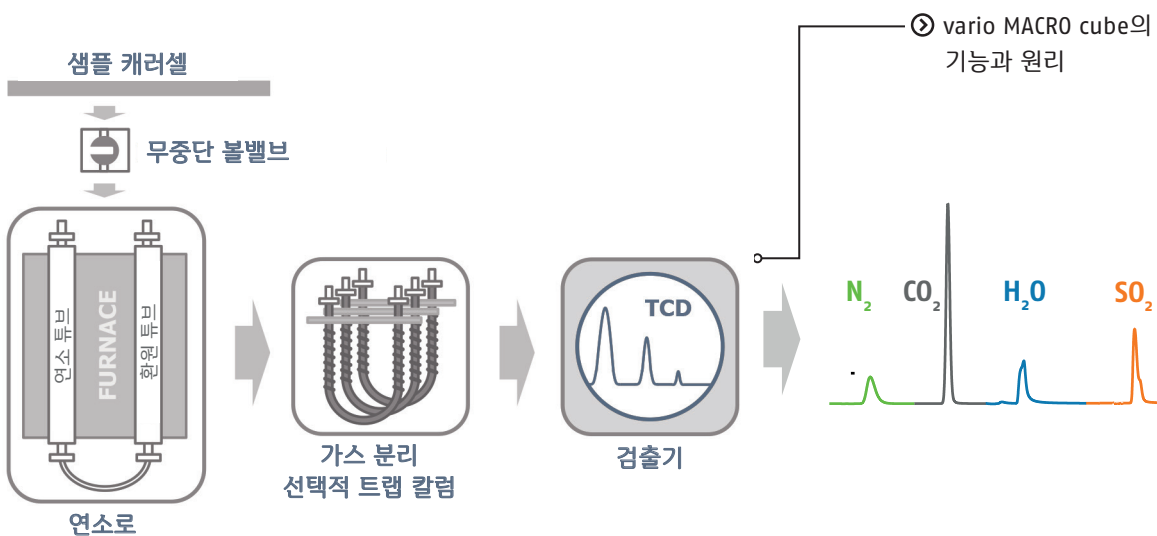 vario MACRO cube의
기능과 원리
샘플 캐러셀
무중단 볼밸브
연소 튜브
FURNACE
환원 튜브
연소로
가스 분리
선택적 트랩 칼럼
TCD
검출기
N₂
CO₂
H₂O
SO₂